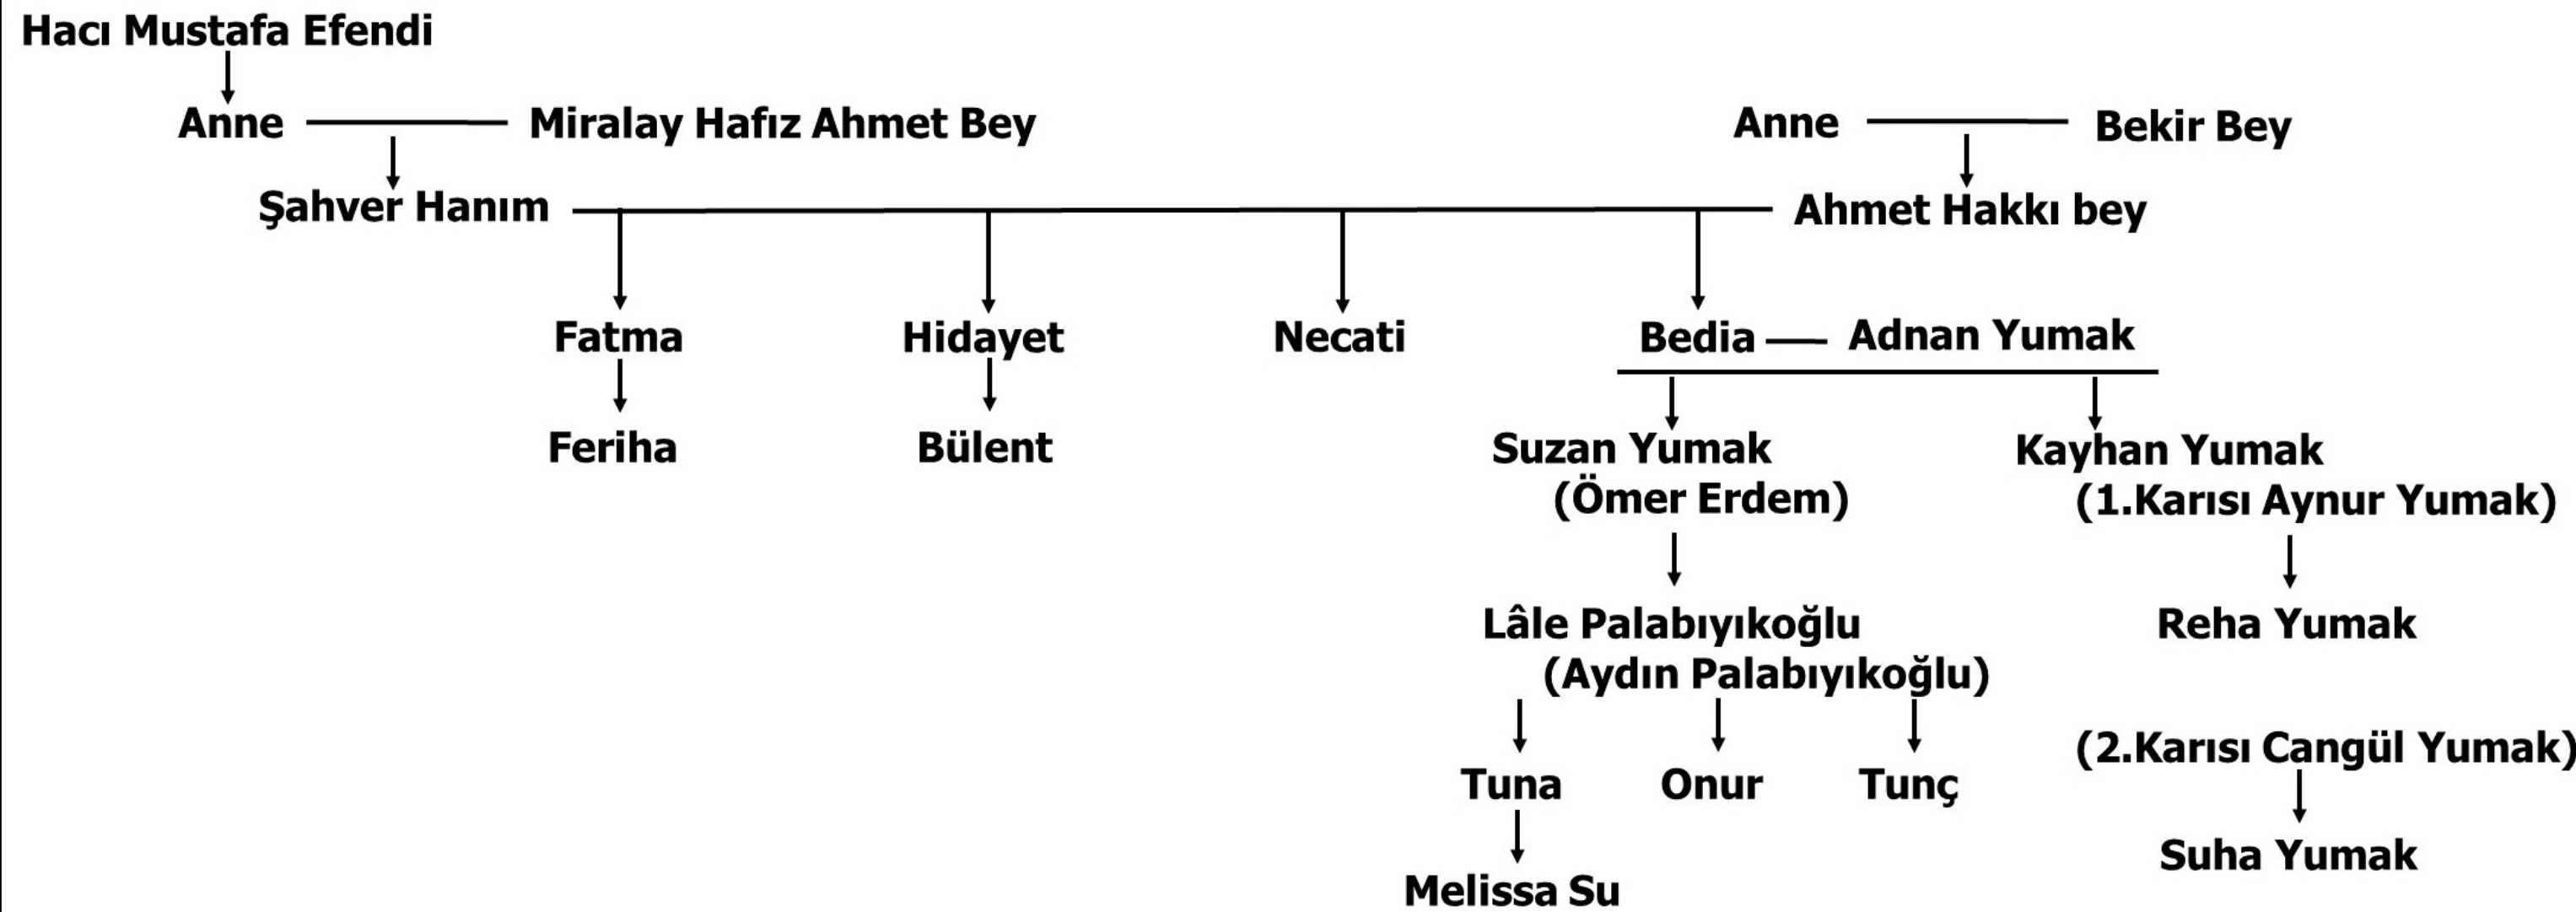 Hacı Mustafa Efendi
Anne Miralay Hafız Ahmet Bey Anne Bekir Bey
Şahver Hanım Ahmet Hakkı bey
Fatma Hidayet Necati Bedia Adnan Yumak
Feriha Bülent Suzan Yumak Kayhan Yumak
(Ömer Erdem) (1.Karısı Aynur Yumak)
Lâle Palabıyıkoğlu Reha Yumak
(Aydın Palabıyıkoğlu)
(2.Karısı Cangül Yumak)
Tuna Onur Tunç
Suha Yumak
Melissa Su